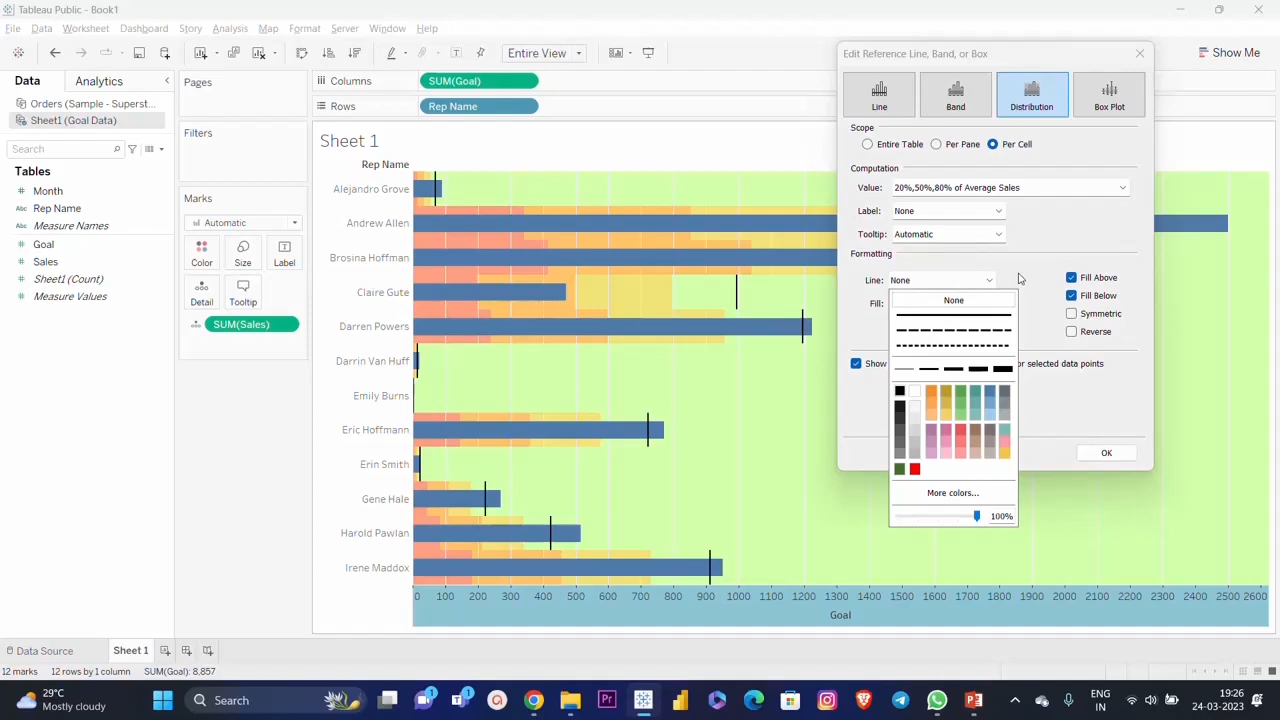 Tableau Public - Book1
File Data Worksheet Dashboard Story Analysis Map Format Server Window Help
Entire View
Show Me
Data Analytics
Orders (Sample - Superst...
Sheet1 (Goal Data)
Search
Tables
Month
Abc Rep Name
Abc Measure Names
Goal
Sales
Sheet1 (Count)
Measure Values
Pages
Filters
Marks
Automatic
Color Size Label
Detail Tooltip
SUM(Sales)
Columns SUM(Goal)
Rows Rep Name
Sheet 1
Rep Name
Alejandro Grove
Andrew Allen
Brosina Hoffman
Claire Gute
Darren Powers
Darrin Van Huff
Emily Burns
Eric Hoffmann
Erin Smith
Gene Hale
Harold Pawlan
Irene Maddox
0 100 200 300 400 500 600 700 800 900 1000 1100 1200 1300 1400 1500 1600 1700 1800 1900 2000 2100 2200 2300 2400 2500 2600
Goal
Edit Reference Line, Band, or Box
Line Band Distribution Box Plot
Scope
Entire Table Per Pane Per Cell
Computation
Value: 20%,50%,80% of Average Sales
Label: None
Tooltip: Automatic
Formatting
Line: None
Fill:
Fill Above
Fill Below
Symmetric
Reverse
None
Show
or selected data points
More colors...
100%
OK
Data Source Sheet 1
12 marks 12 rows by 1 column SUM(Goal): 8,857
29°C
Mostly cloudy
Search
1
1
Pr
ENG
IN
19:26
24-03-2023